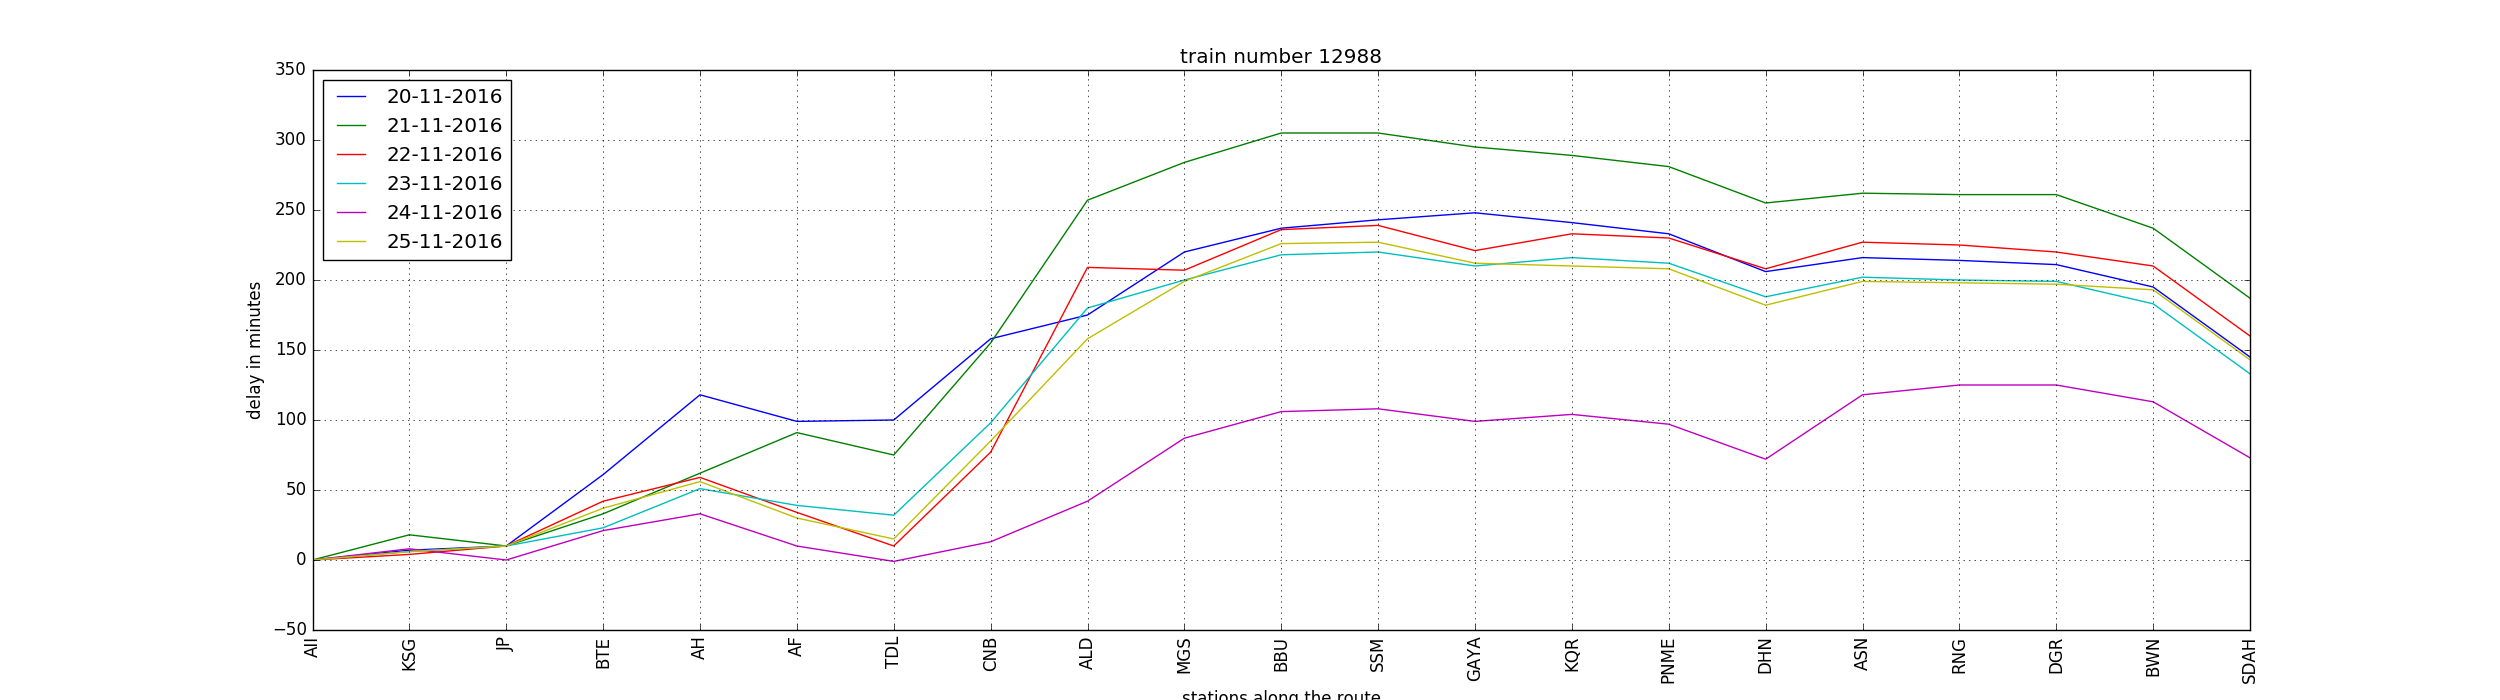 train number 12988
350
300
250
200
150
100
50
0
−50
delay in minutes
20-11-2016
21-11-2016
22-11-2016
23-11-2016
24-11-2016
25-11-2016
AII
KSG
JP
BTE
AH
AF
TDL
CNB
ALD
MGS
BBU
SSM
GAYA
KQR
PNME
DHN
ASN
RNG
DGR
BWN
SDAH
stations along the route